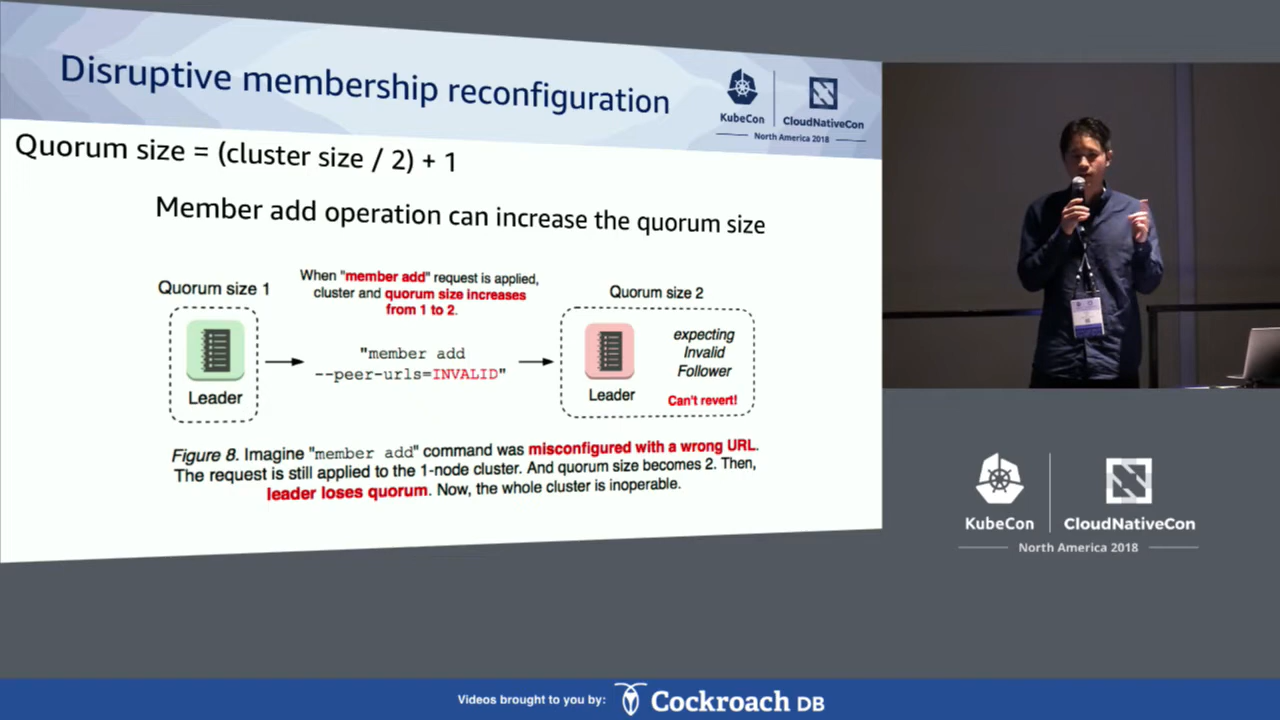 Disruptive membership reconfiguration
KubeCon
CloudNativeCon
North America 2018
Quorum size = (cluster size / 2) + 1
Member add operation can increase the quorum size
Quorum size 1
When "member add" request is applied,
cluster and quorum size increases
from 1 to 2.
Quorum size 2
"member add
--peer-urls=INVALID"
Leader
Leader
expecting
Invalid
Follower
Can't revert!
Figure 8. Imagine "member add" command was misconfigured with a wrong URL.
The request is still applied to the 1-node cluster. And quorum size becomes 2. Then,
leader loses quorum. Now, the whole cluster is inoperable.
KubeCon
CloudNativeCon
North America 2018
Videos brought to you by:
Cockroach DB